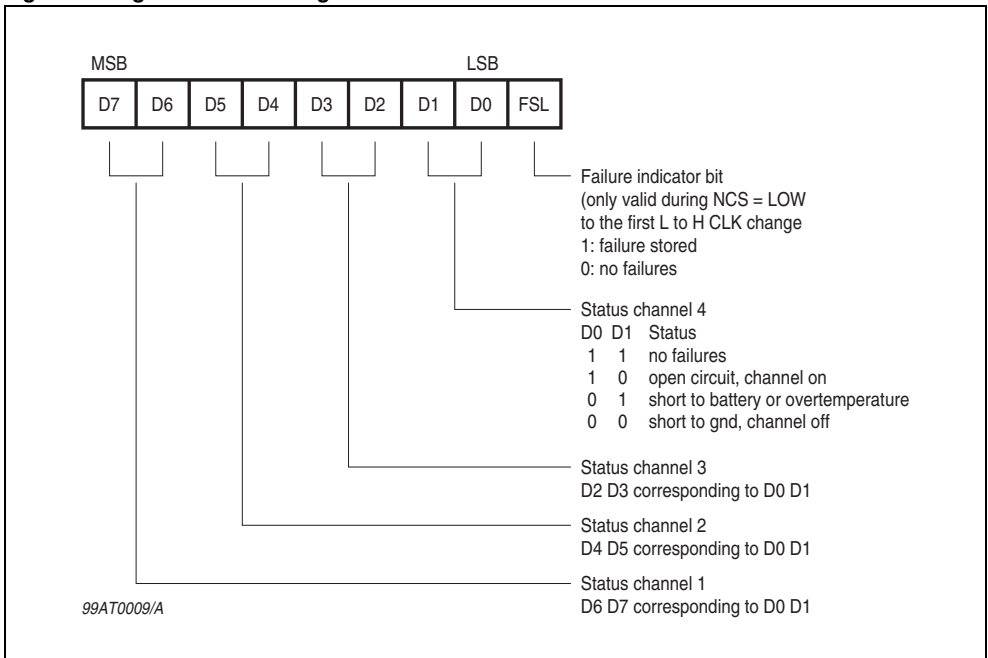 MSB LSB
D7 D6 D5 D4 D3 D2 D1 D0 FSL
Failure indicator bit
(only valid during NCS = LOW
to the first L to H CLK change
1: failure stored
0: no failures
Status channel 4
D0 D1 Status
1 1 no failures
1 0 open circuit, channel on
0 1 short to battery or overtemperature
0 0 short to gnd, channel off
Status channel 3
D2 D3 corresponding to D0 D1
Status channel 2
D4 D5 corresponding to D0 D1
Status channel 1
D6 D7 corresponding to D0 D1
99AT0009/A